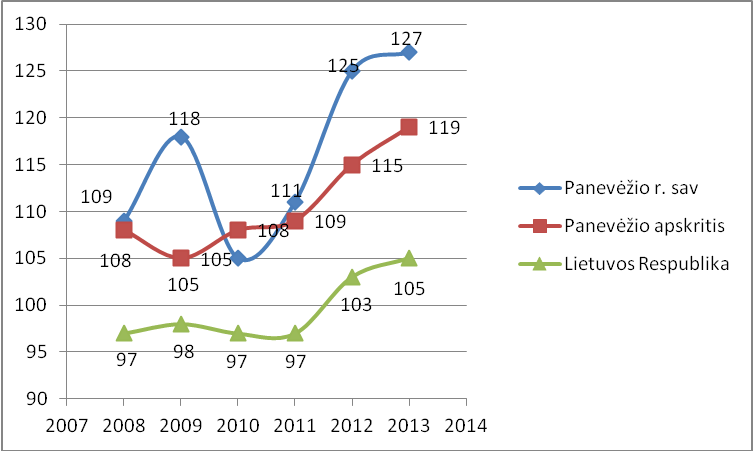 130
125
120
115
110
105
100
95
90
2007 2008 2009 2010 2011 2012 2013 2014
109 118 105 111 125 127
108 105 108 109 115 119
97 98 97 97 103 105
Panevėžio r. sav
Panevėžio apskritis
Lietuvos Respublika